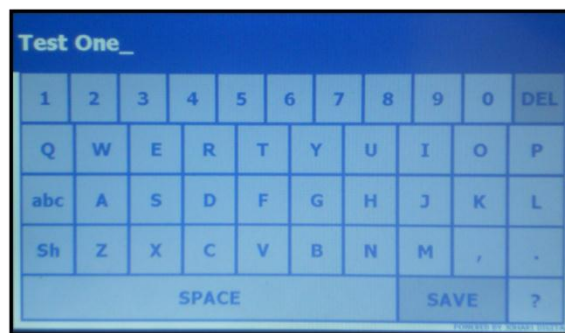 Test One_
1 2 3 4 5 6 7 8 9 0 DEL
Q W E R T Y U I O P
abc A S D F G H J K L
Sh Z X C V B N M , .
SPACE SAVE ?